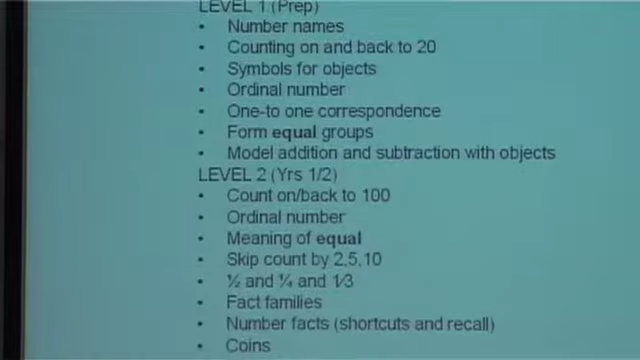 LEVEL 1 (Prep)
• Number names
• Counting on and back to 20
• Symbols for objects
• Ordinal number
• One-to one correspondence
• Form equal groups
• Model addition and subtraction with objects
LEVEL 2 (Yrs 1/2)
• Count on/back to 100
• Ordinal number
• Meaning of equal
• Skip count by 2,5,10
• ½ and ¼ and 1⁄3
• Fact families
• Number facts (shortcuts and recall)
• Coins